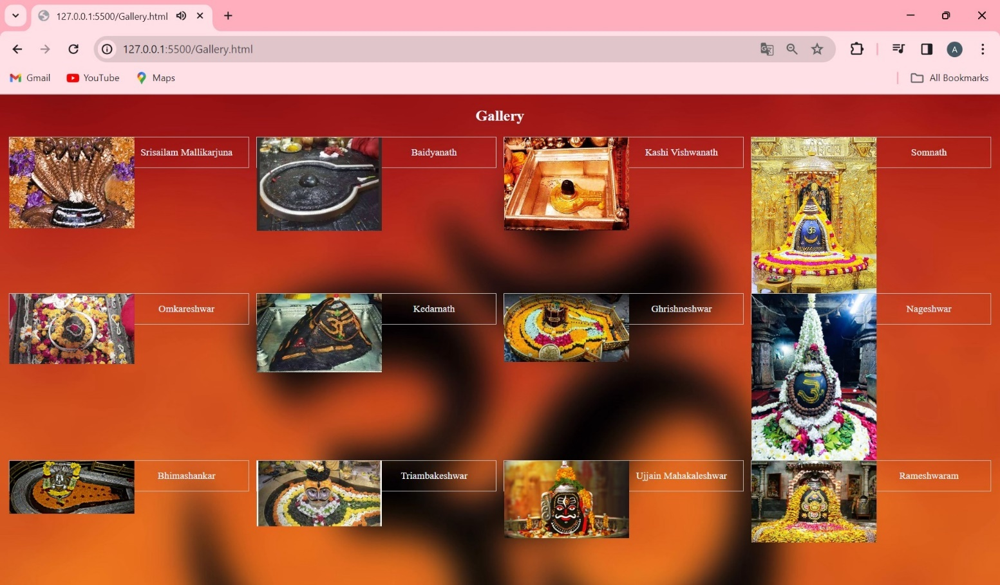 127.0.0.1:5500/Gallery.html
127.0.0.1:5500/Gallery.html
A
Gmail YouTube Maps All Bookmarks
Gallery
Srisailam Mallikarjuna Baidyanath Kashi Vishwanath Somnath
ॐ
Omkareshwar Kedarnath Ghrishneshwar Nageshwar
Bhimashankar Triambakeshwar Ujjain Mahakaleshwar Rameshwaram